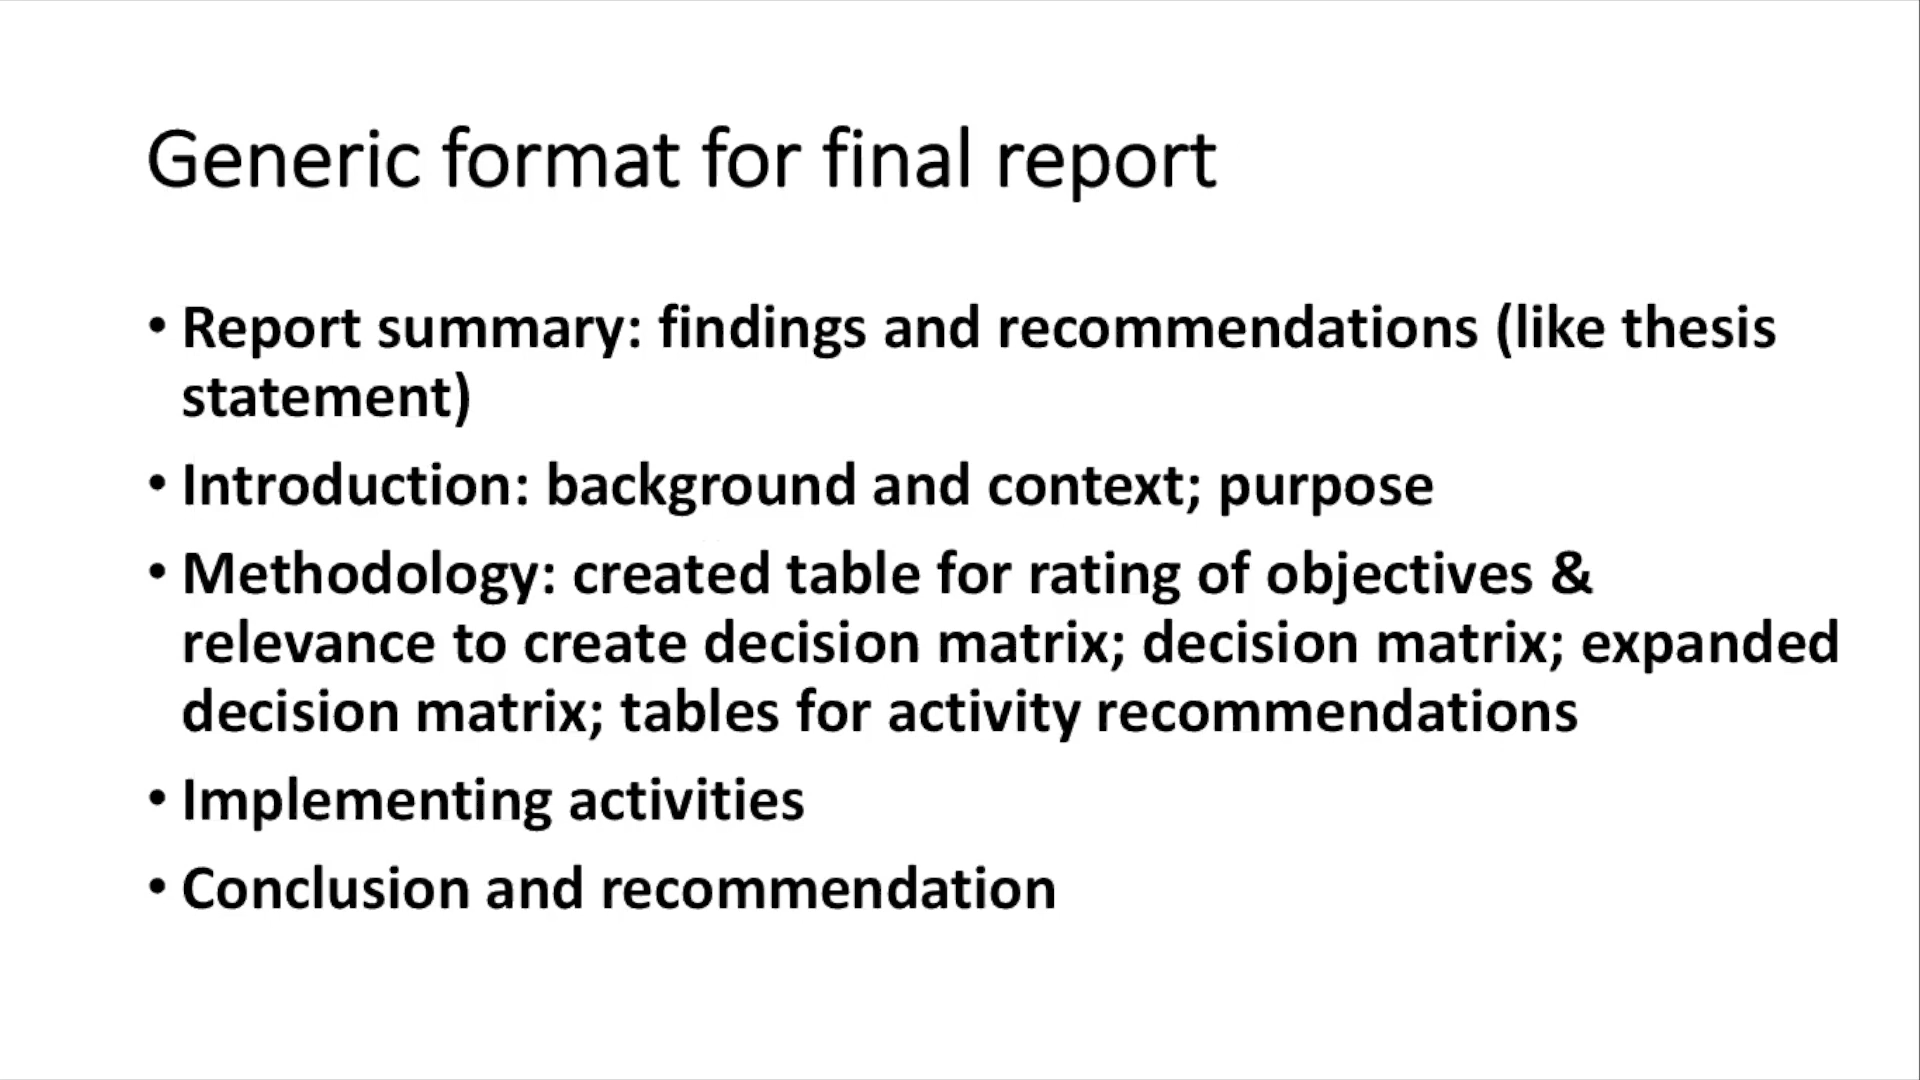 Generic format for final report
• Report summary: findings and recommendations (like thesis
statement)
• Introduction: background and context; purpose
• Methodology: created table for rating of objectives &
relevance to create decision matrix; decision matrix; expanded
decision matrix; tables for activity recommendations
• Implementing activities
• Conclusion and recommendation